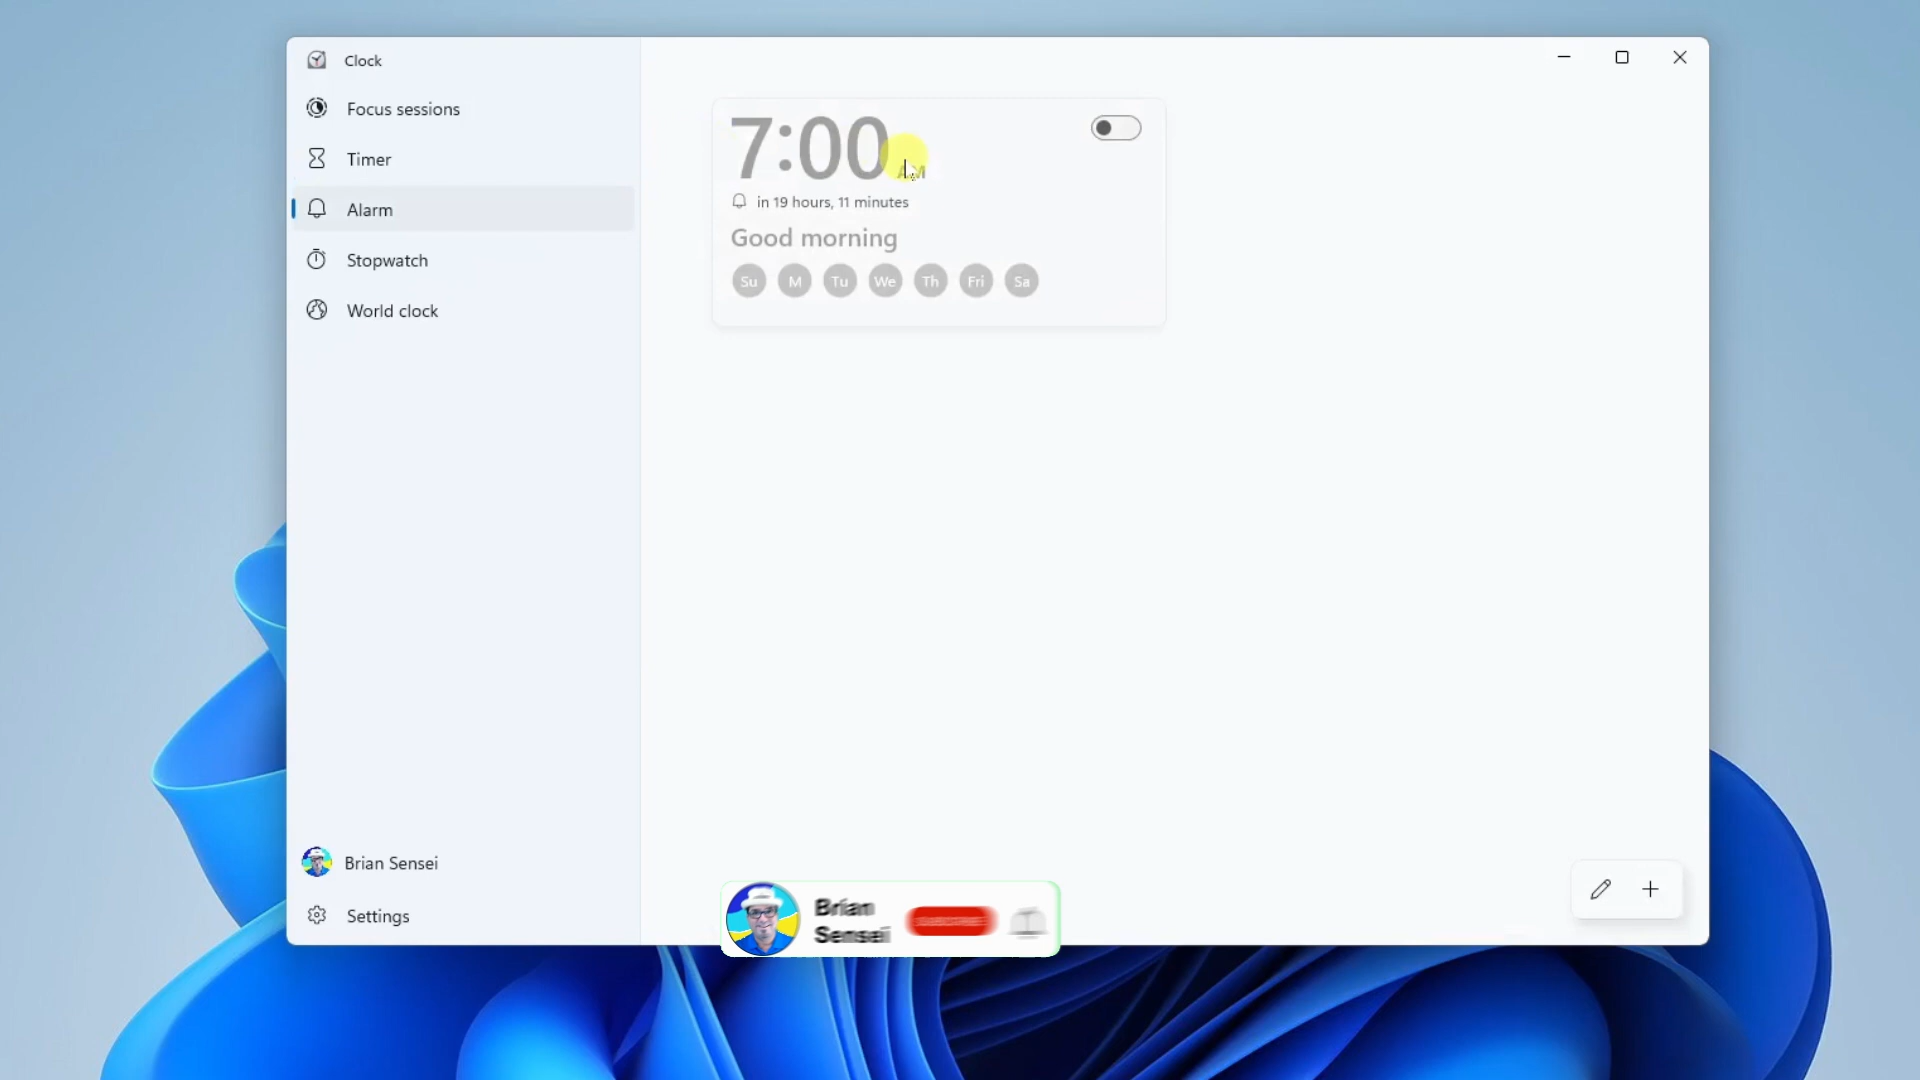 Clock
Focus sessions
Timer
Alarm
Stopwatch
World clock
7:00 AM
in 19 hours, 11 minutes
Good morning
Su M Tu We Th Fri Sa
Brian Sensei
Settings
Brian
Sensei